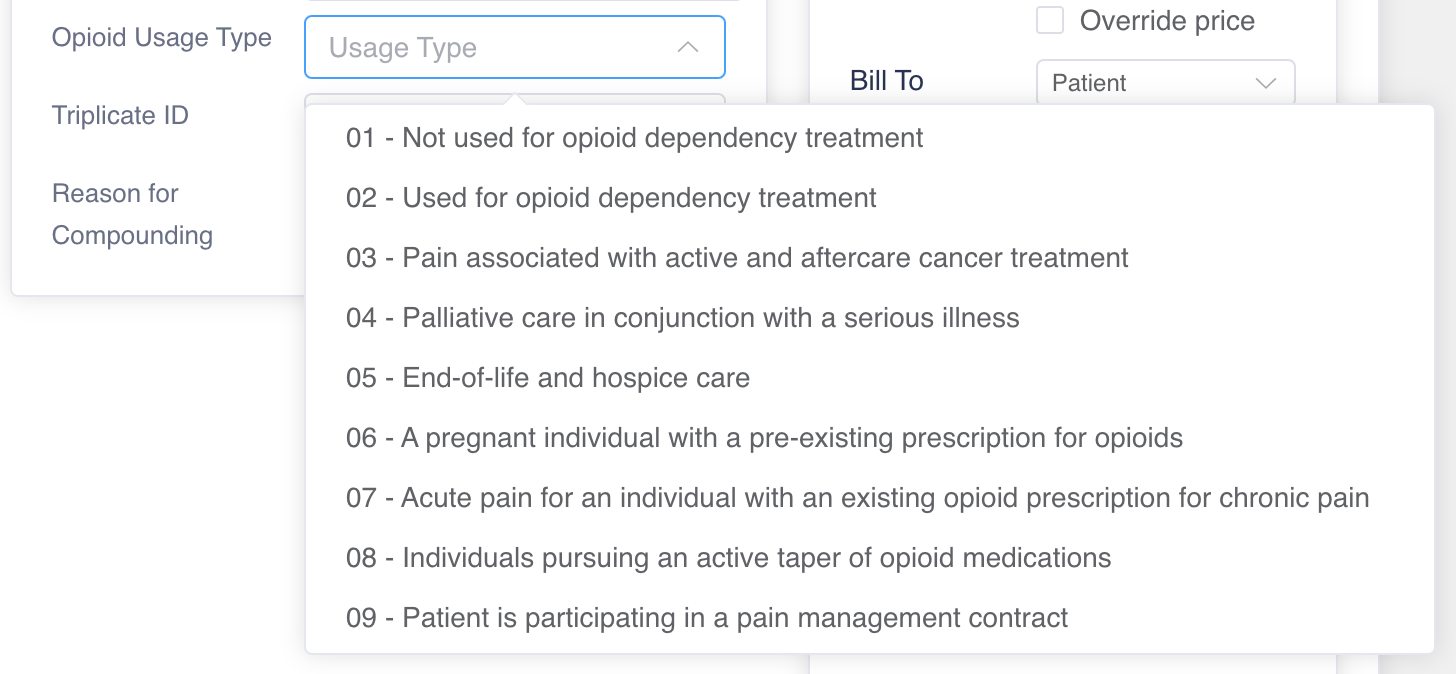 Opioid Usage Type
Usage Type
Triplicate ID
Reason for
Compounding
Override price
Bill To
Patient
01 - Not used for opioid dependency treatment
02 - Used for opioid dependency treatment
03 - Pain associated with active and aftercare cancer treatment
04 - Palliative care in conjunction with a serious illness
05 - End-of-life and hospice care
06 - A pregnant individual with a pre-existing prescription for opioids
07 - Acute pain for an individual with an existing opioid prescription for chronic pain
08 - Individuals pursuing an active taper of opioid medications
09 - Patient is participating in a pain management contract